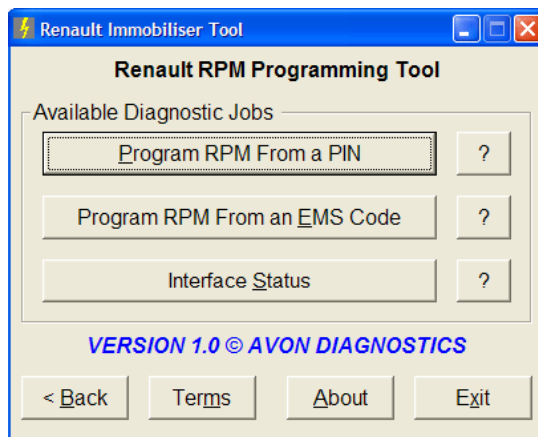 Renault Immobiliser Tool
Renault RPM Programming Tool
Available Diagnostic Jobs
Program RPM From a PIN ?
Program RPM From an EMS Code ?
Interface Status ?
VERSION 1.0 © AVON DIAGNOSTICS
< Back Terms About Exit